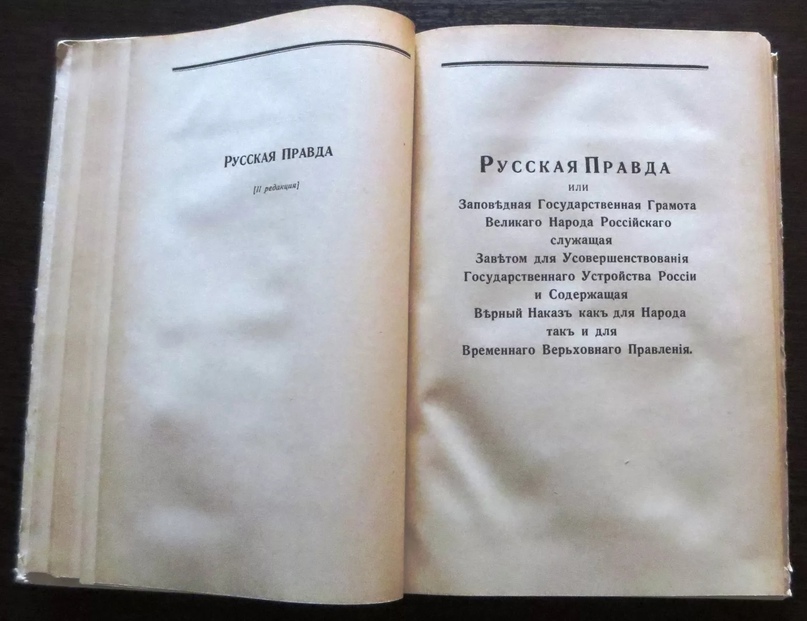 Русская Правда
[II редакция]
Русская Правда
или
Заповѣдная Государственная Грамота
Великаго Народа Россійскаго
служащая
Завѣтом для Усовершенствованія
Государственнаго Устройства Россіи
и Содержащая
Вѣрный Наказъ какъ для Народа
такъ и для
Временнаго Верьховнаго Правленія.